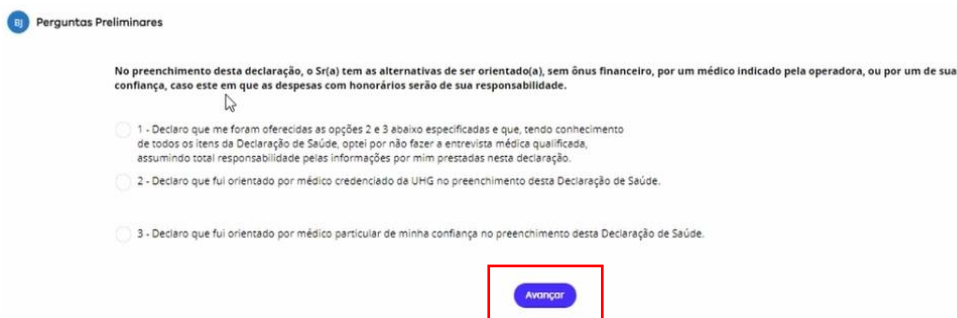 BJ Perguntas Preliminares
No preenchimento desta declaração, o Sr(a) tem as alternativas de ser orientado(a), sem ônus financeiro, por um médico indicado pela operadora, ou por um de sua
confiança, caso este em que as despesas com honorários serão de sua responsabilidade.
1 - Declaro que me foram oferecidas as opções 2 e 3 abaixo especificadas e que, tendo conhecimento
de todos os itens da Declaração de Saúde, optei por não fazer a entrevista médica qualificada,
assumindo total responsabilidade pelas informações por mim prestadas nesta declaração.
2 - Declaro que fui orientado por médico credenciado da UHG no preenchimento desta Declaração de Saúde.
3 - Declaro que fui orientado por médico particular de minha confiança no preenchimento desta Declaração de Saúde.
Avançar